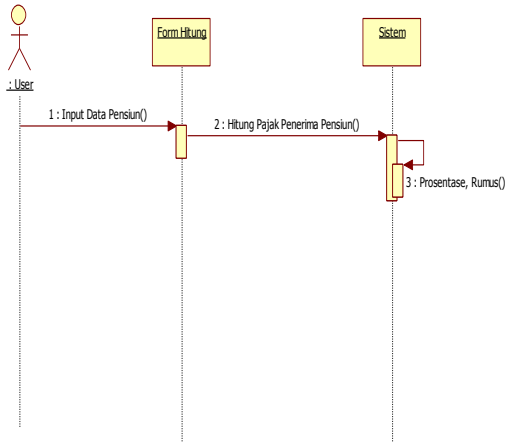 Form Hitung
Sistem
: User
1 : Input Data Pensiun()
2 : Hitung Pajak Penerima Pensiun()
3 : Prosentase, Rumus()